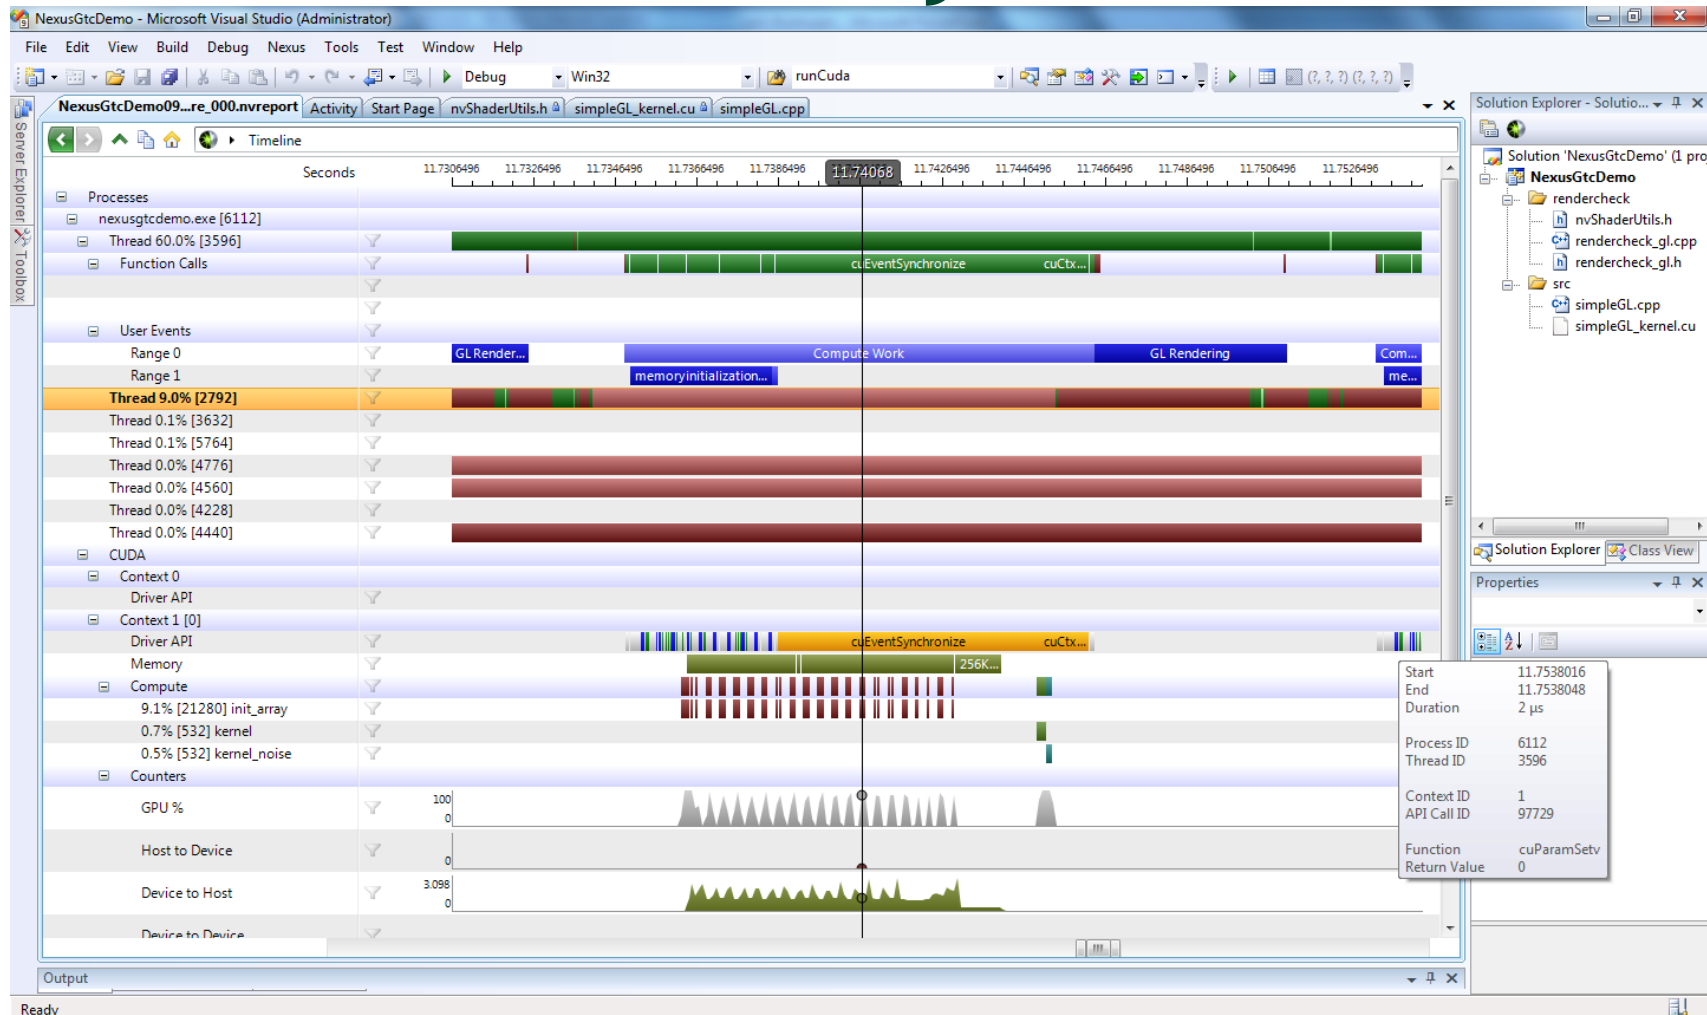 NexusGtcDemo - Microsoft Visual Studio (Administrator)
File Edit View Build Debug Nexus Tools Test Window Help
Debug Win32 runCuda (?, ?, ?) (?, ?, ?)
NexusGtcDemo09...re_000.nvreport Activity Start Page nvShaderUtils.h simpleGL_kernel.cu simpleGL.cpp
Server Explorer
Toolbox
Timeline
Seconds 11.7306496 11.7326496 11.7346496 11.7366496 11.7386496 11.74068 11.7426496 11.7446496 11.7466496 11.7486496 11.7506496 11.7526496
Processes
nexusgtcdemo.exe [6112]
Thread 60.0% [3596]
Function Calls cuEventSynchronize cuCtx...
User Events
Range 0 GL Render... Compute Work GL Rendering Com...
Range 1 memoryinitialization... me...
Thread 9.0% [2792]
Thread 0.1% [3632]
Thread 0.1% [5764]
Thread 0.0% [4776]
Thread 0.0% [4560]
Thread 0.0% [4228]
Thread 0.0% [4440]
CUDA
Context 0
Driver API
Context 1 [0]
Driver API cuEventSynchronize cuCtx...
Memory 256K...
Compute
9.1% [21280] init_array
0.7% [532] kernel
0.5% [532] kernel_noise
Counters
GPU % 100 0
Host to Device 0
Device to Host 3.098 0
Device to Device
Output
Ready
Solution Explorer - Solutio...
Solution 'NexusGtcDemo' (1 pro
NexusGtcDemo
rendercheck
nvShaderUtils.h
rendercheck_gl.cpp
rendercheck_gl.h
src
simpleGL.cpp
simpleGL_kernel.cu
Solution Explorer Class View
Properties
Start 11.7538016
End 11.7538048
Duration 2 µs
Process ID 6112
Thread ID 3596
Context ID 1
API Call ID 97729
Function cuParamSetv
Return Value 0